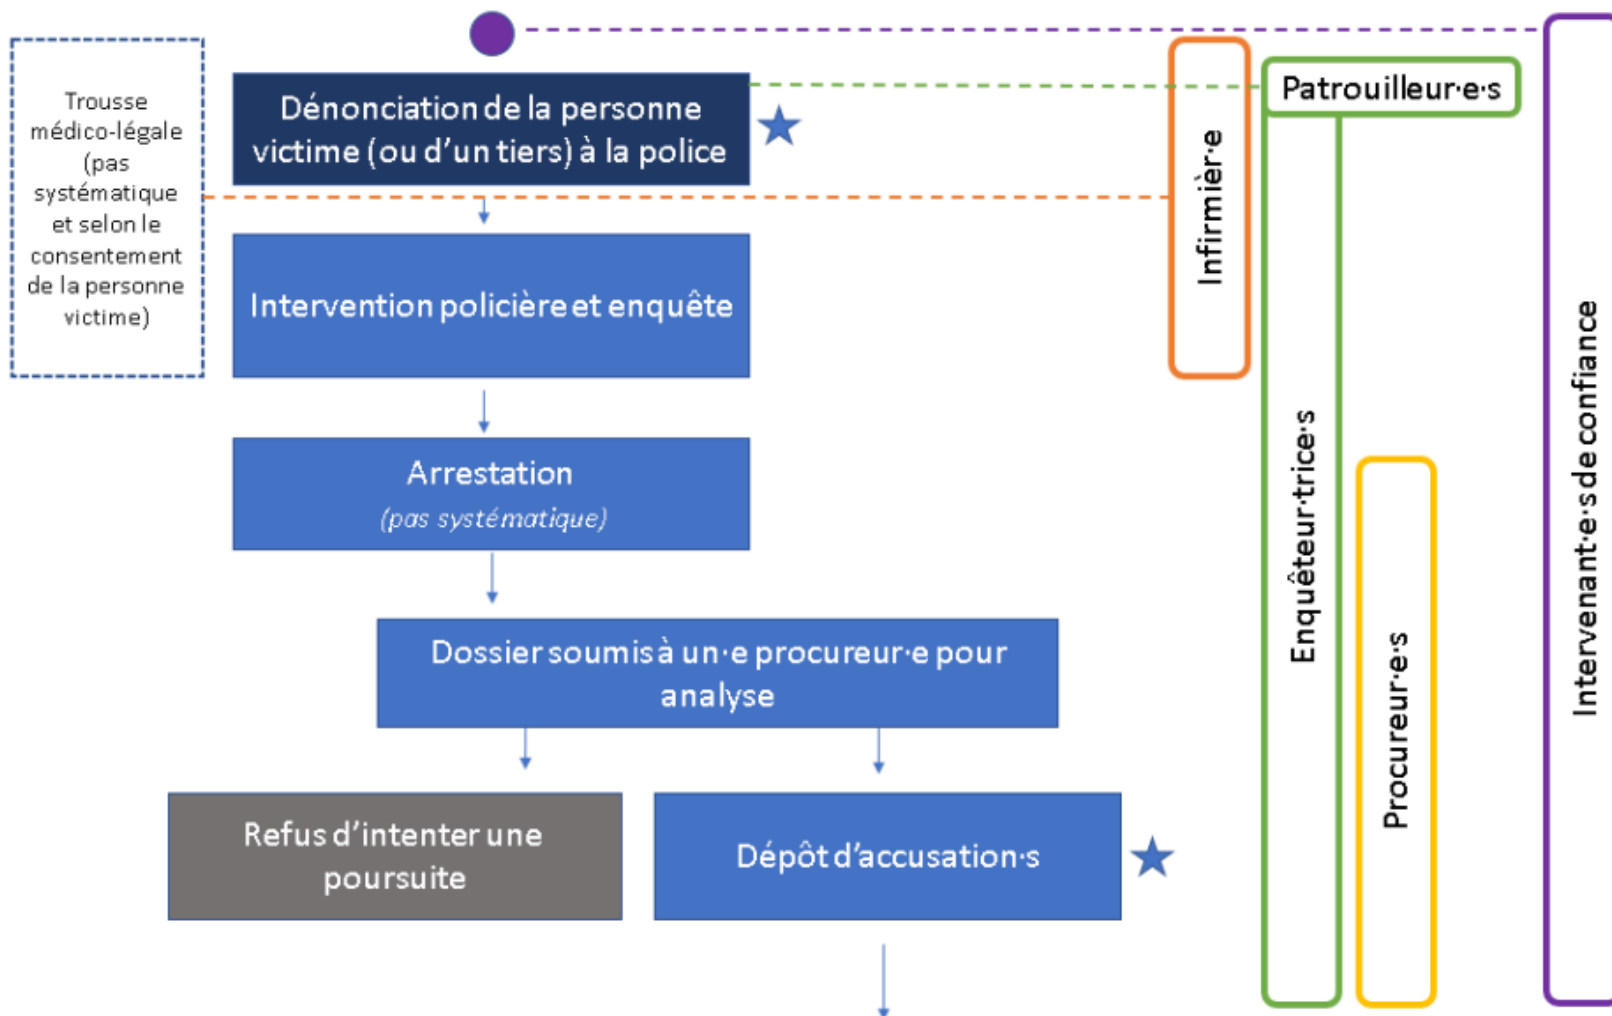 Trousse
médico-légale
(pas
systématique
et selon le
consentement
de la personne
victime)
Dénonciation de la personne
victime (ou d'un tiers) à la police
Intervention policière et enquête
Arrestation
(pas systématique)
Dossier soumis à un·e procureur·e pour
analyse
Refus d'intenter une
poursuite
Dépôt d'accusation·s
Infirmièr·e
Patrouilleur·e·s
Enquêteur·trice·s
Procureur·e·s
Intervenant·e·s de confiance